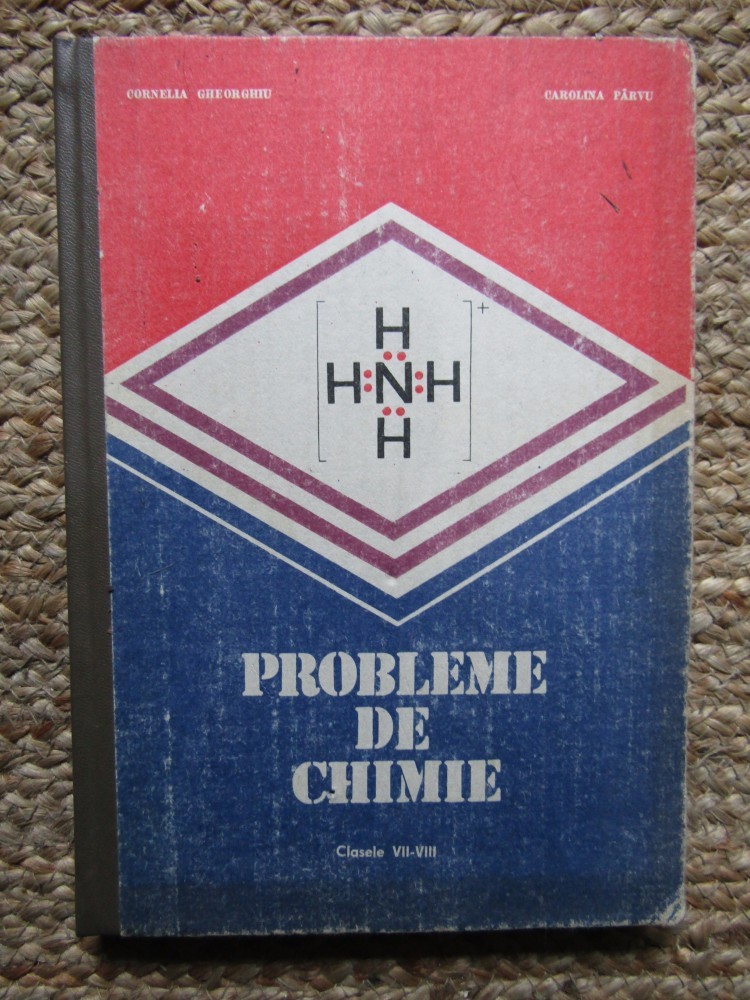 CORNELIA GHEORGHIU
CAROLINA PÂRVU
H
+
H:N:H
H
PROBLEME
DE
CHIMIE
Clasele VII-VIII